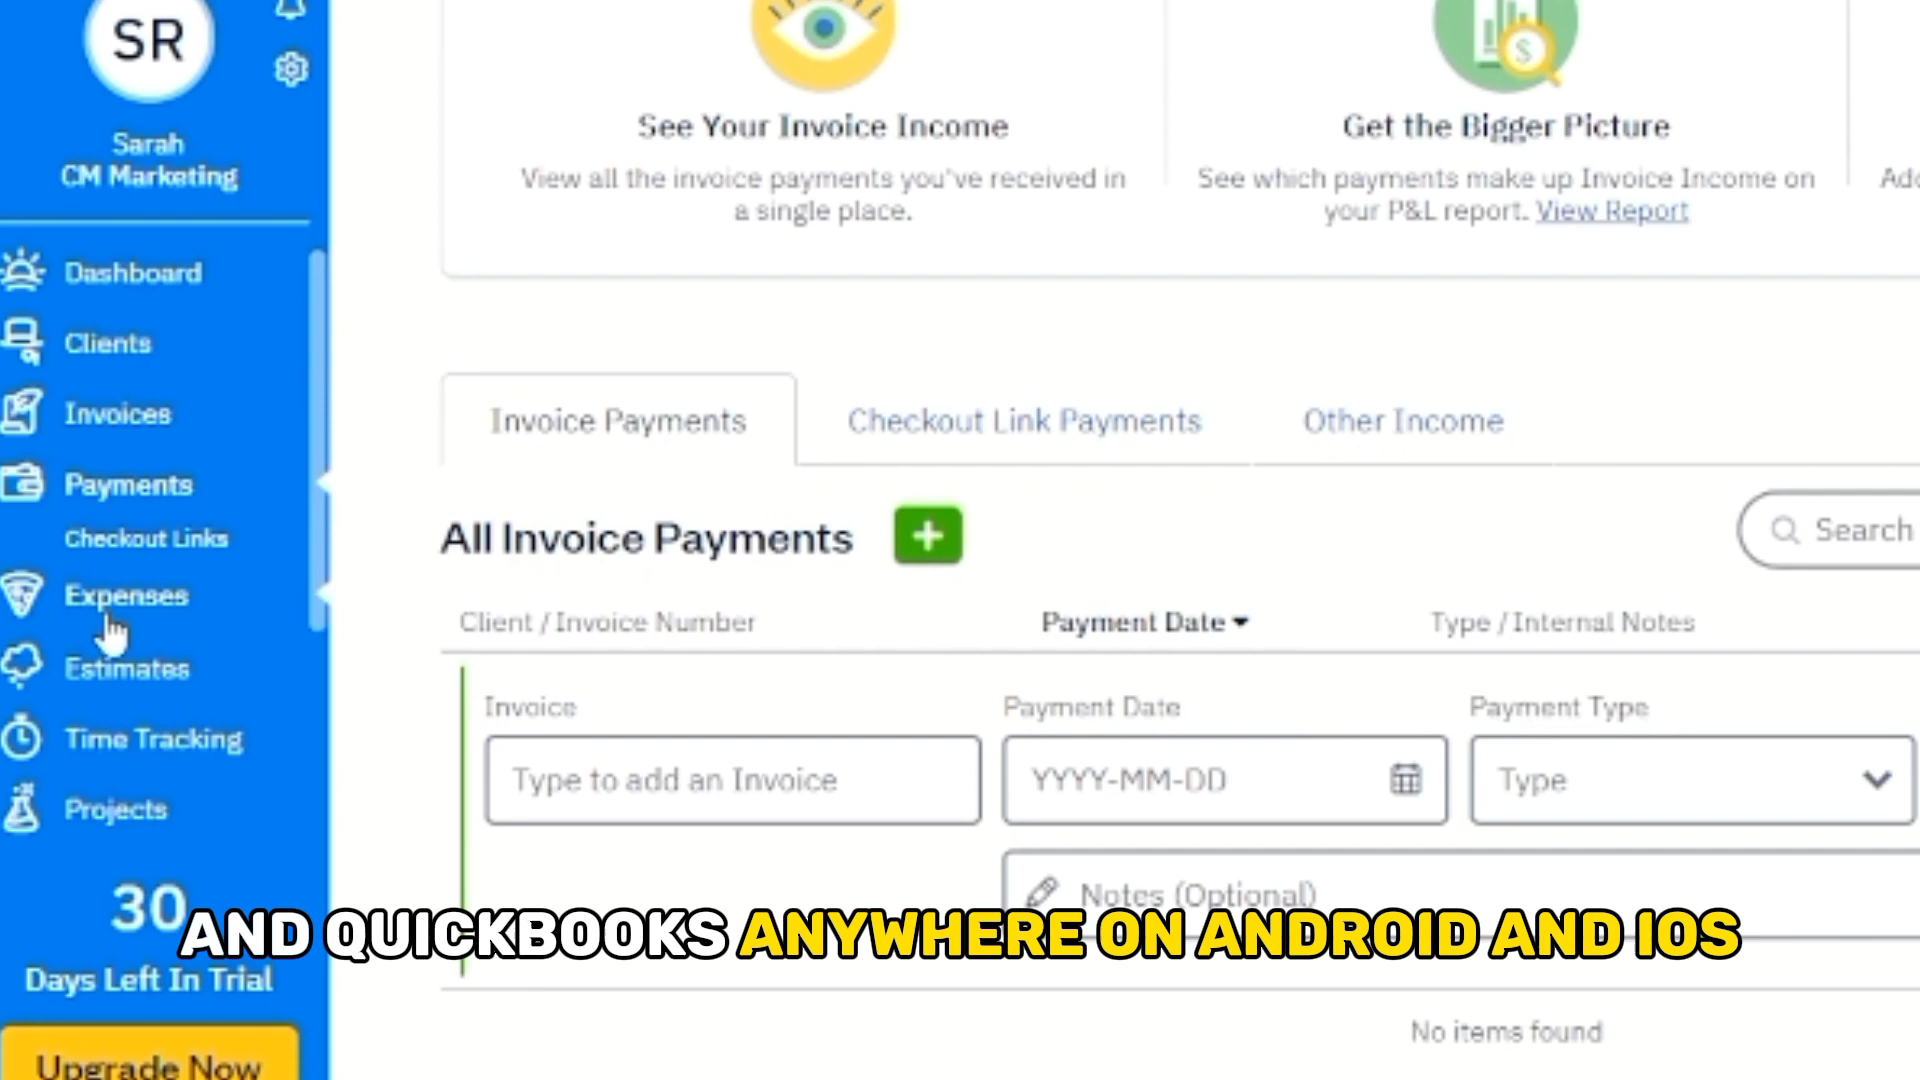 SR
Sarah
CM Marketing
Dashboard
Clients
Invoices
Payments
Checkout Links
Expenses
Estimates
Time Tracking
Projects
30
Days Left In Trial
Upgrade Now
See Your Invoice Income
View all the invoice payments you've received in
a single place.
Get the Bigger Picture
See which payments make up Invoice Income on
your P&L report. View Report
Invoice Payments
Checkout Link Payments
Other Income
All Invoice Payments
Search
Client / Invoice Number
Payment Date
Type / Internal Notes
Invoice
Payment Date
Payment Type
Type to add an Invoice
YYYY-MM-DD
Type
Notes (Optional)
AND QUICKBOOKS ANYWHERE ON ANDROID AND IOS
No items found